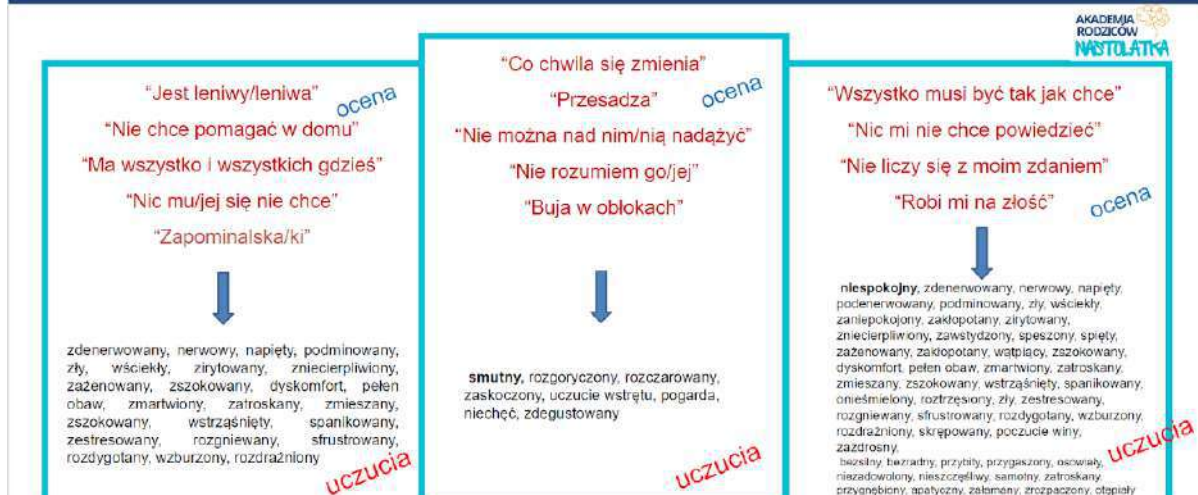 AKADEMIA
RODZICÓW
NASTOLATKA
“Jest leniwy/leniwa”
ocena
“Nie chce pomagać w domu”
“Ma wszystko i wszystkich gdzieś”
“Nic mu/jej się nie chce”
“Zapominalska/ki”
zdenerwowany, nerwowy, napięty, podminowany,
zły, wściekły, zirytowany, zniecierpliwiony,
zażenowany, zszokowany, dyskomfort, pełen
obaw, zmartwiony, zatroskany, zmieszany,
zszokowany, wstrząśnięty, spanikowany,
zestresowany, rozgniewany, sfrustrowany,
rozdygotany, wzburzony, rozdrażniony
uczucia
“Co chwila się zmienia”
“Przesadza”
ocena
“Nie można nad nim/nią nadążyć”
“Nie rozumiem go/jej”
“Buja w obłokach”
smutny, rozgoryczony, rozczarowany,
zaskoczony, uczucie wstrętu, pogarda,
niechęć, zdegustowany
uczucia
“Wszystko musi być tak jak chce”
“Nic mi nie chce powiedzieć”
“Nie liczy się z moim zdaniem”
“Robi mi na złość”
ocena
niespokojny, zdenerwowany, nerwowy, napięty,
podenerwowany, podminowany, zły, wściekły,
zaniepokojony, zakłopotany, zirytowany,
zniecierpliwiony, zawstydzony, speszony, spięty,
zażenowany, zakłopotany, wątpiący, zszokowany,
dyskomfort, pełen obaw, zmartwiony, zatroskany,
zmieszany, zszokowany, wstrząśnięty, spanikowany,
onieśmielony, roztrzęsiony, zły, zestresowany,
rozgniewany, sfrustrowany, rozdygotany, wzburzony,
rozdrażniony, skrępowany, poczucie winy,
zazdrosny,
bezsilny, bezradny, przybity, przygaszony, osowiały,
niezadowolony, nieszczęśliwy, samotny, zatroskany,
przygnębiony, apatyczny, załamany, zrozpaczony, otępiały
uczucia